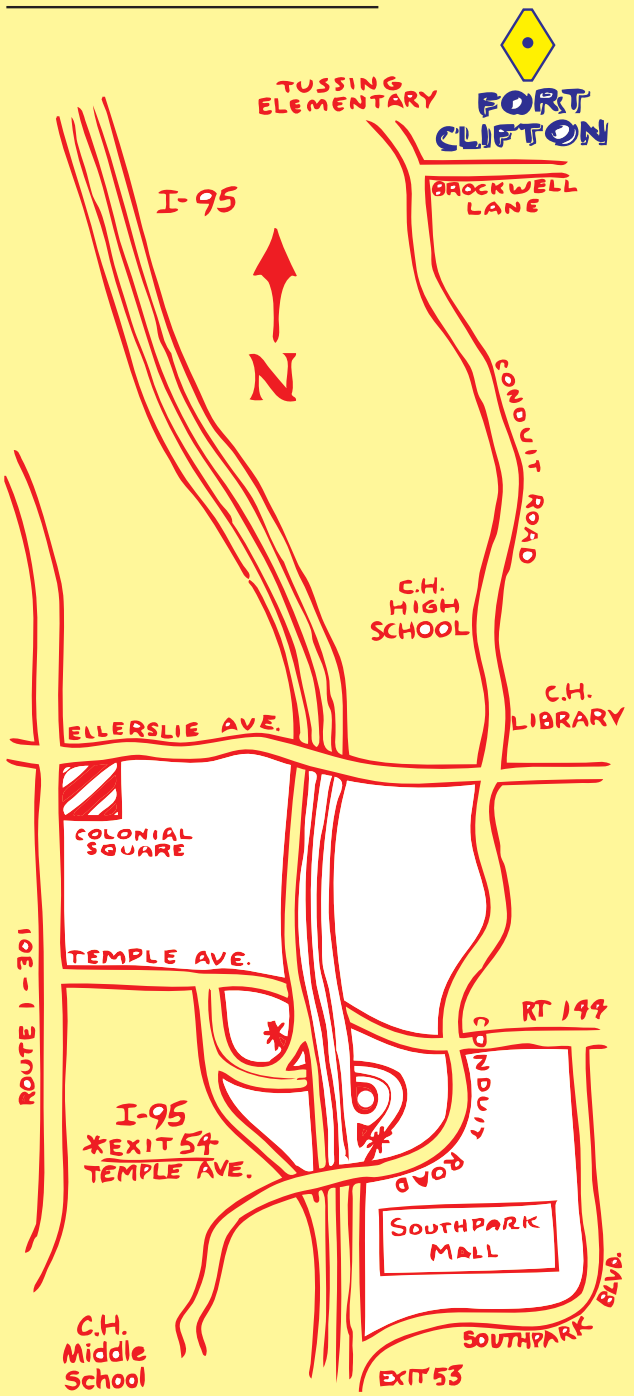 TUSSING
ELEMENTARY
FORT
CLIFTON
BROCKWELL
LANE
I-95
N
CONDUIT ROAD
C.H.
HIGH
SCHOOL
C.H.
LIBRARY
ELLERSLIE AVE.
COLONIAL
SQUARE
TEMPLE AVE.
ROUTE 1-301
RT 144
CONDUIT ROAD
I-95
*EXIT 54
TEMPLE AVE.
*
*
SOUTHPARK
MALL
SOUTHPARK BLVD.
C.H.
Middle
School
EXIT 53